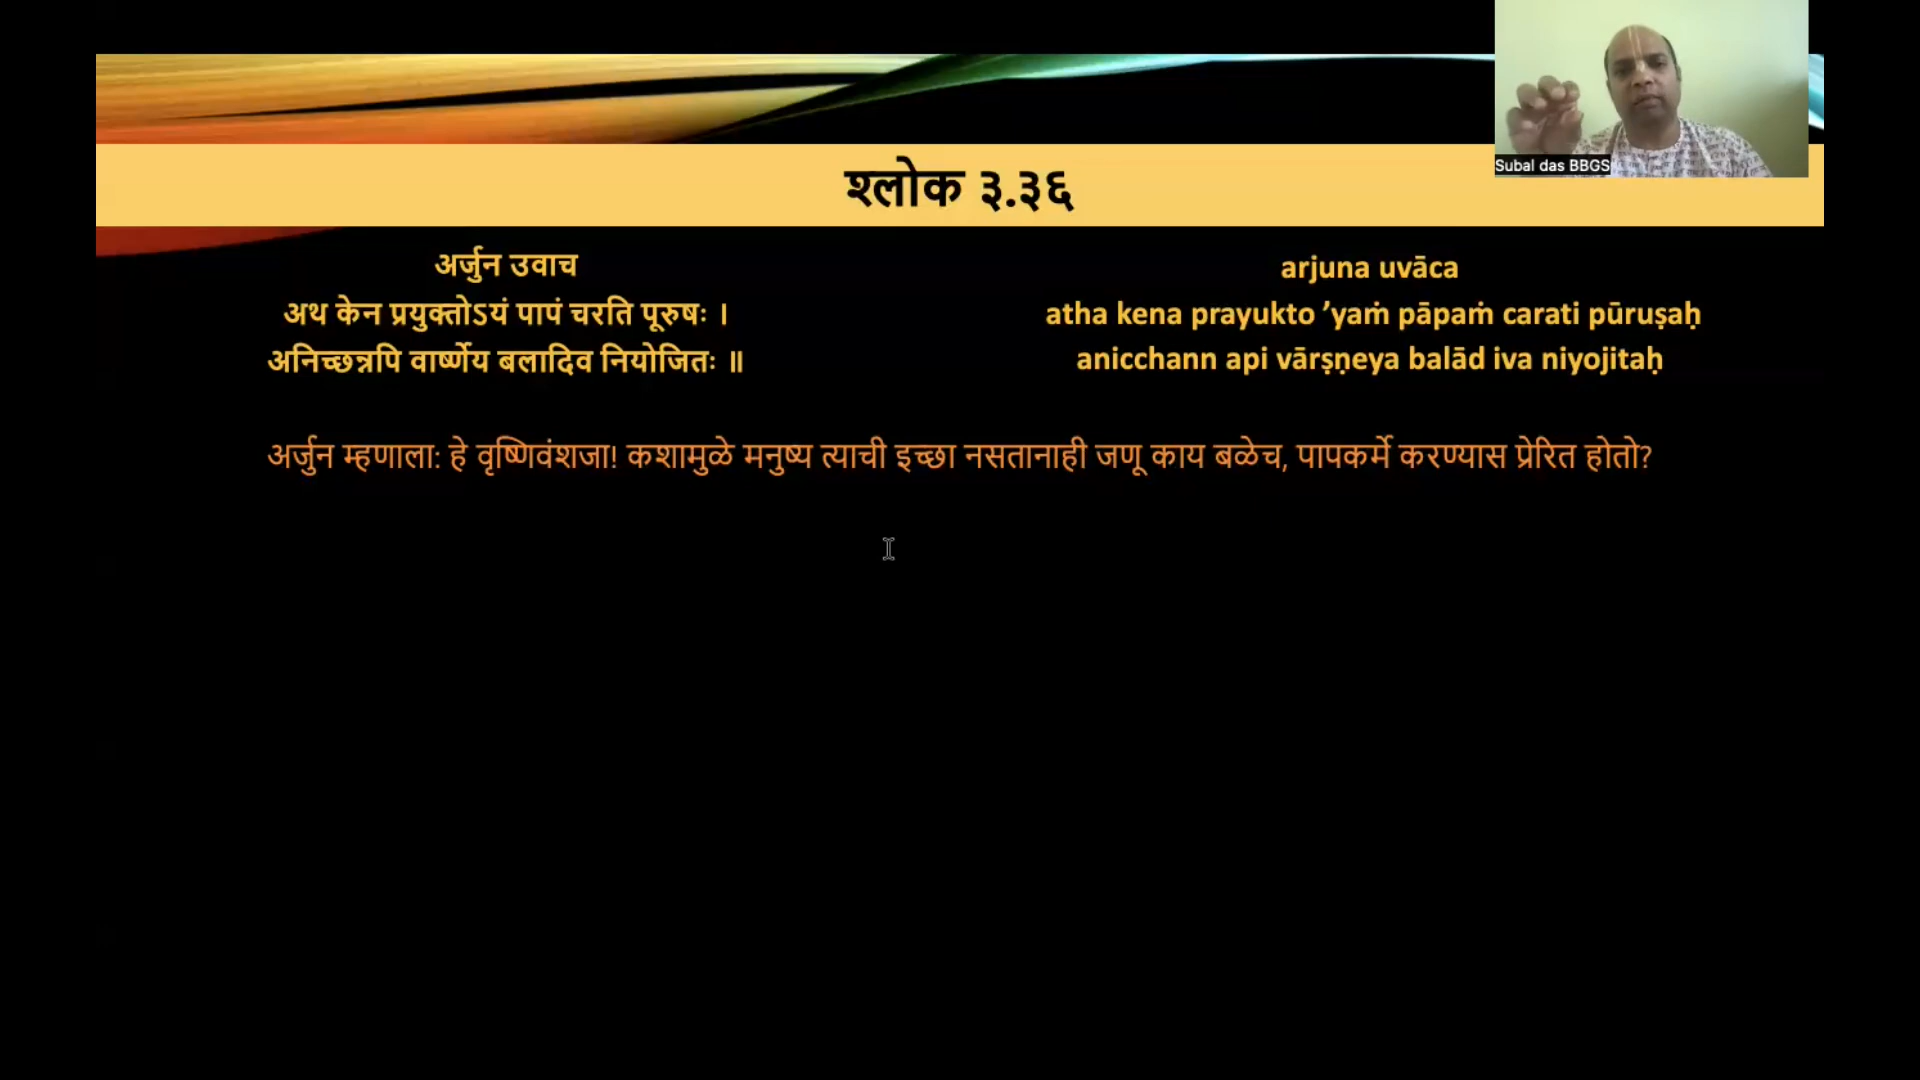 Subal das BBGS
श्लोक ३.३६
अर्जुन उवाच
अथ केन प्रयुक्तोऽयं पापं चरति पूरुषः ।
अनिच्छन्नपि वार्ष्णेय बलादिव नियोजितः ॥
arjuna uvāca
atha kena prayukto ’yaṁ pāpaṁ carati pūruṣaḥ
anicchann api vārṣṇeya balād iva niyojitaḥ
अर्जुन म्हणाला: हे वृष्णिवंशजा! कशामुळे मनुष्य त्याची इच्छा नसतानाही जणू काय बळेच, पापकर्मे करण्यास प्रेरित होतो?